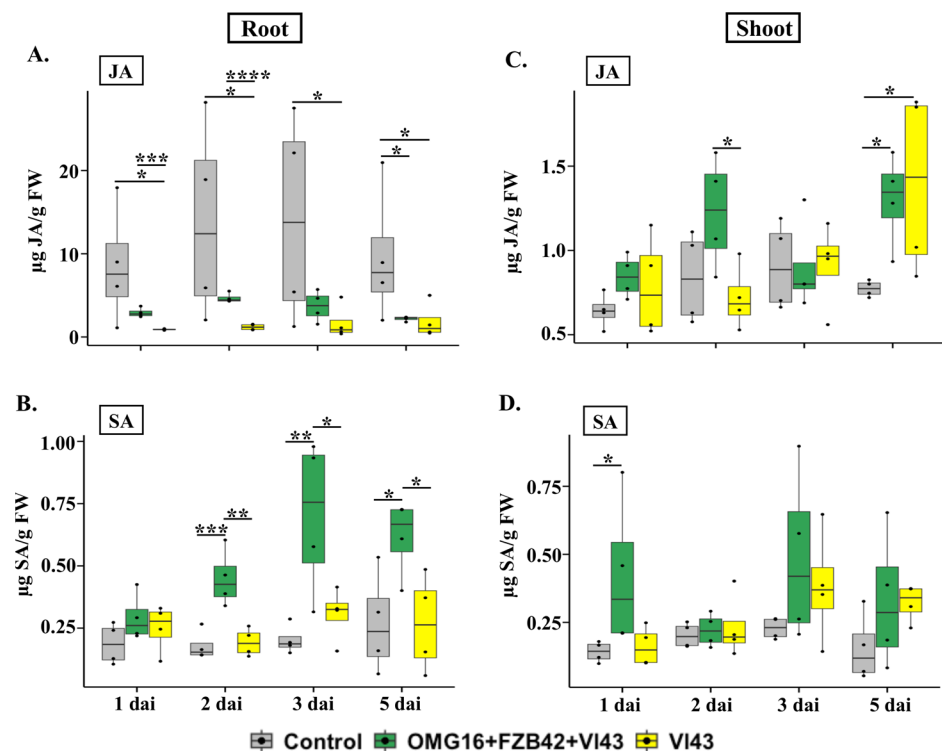 Root
Shoot
A.
JA
***
*
****
*
*
*
*
20
10
0
µg JA/g FW
C.
JA
*
*
*
1.5
1.0
0.5
µg JA/g FW
B.
SA
***
**
**
*
*
*
1.00
0.75
0.50
0.25
µg SA/g FW
1 dai 2 dai 3 dai 5 dai
D.
SA
*
0.75
0.50
0.25
µg SA/g FW
1 dai 2 dai 3 dai 5 dai
Control OMG16+FZB42+VI43 VI43